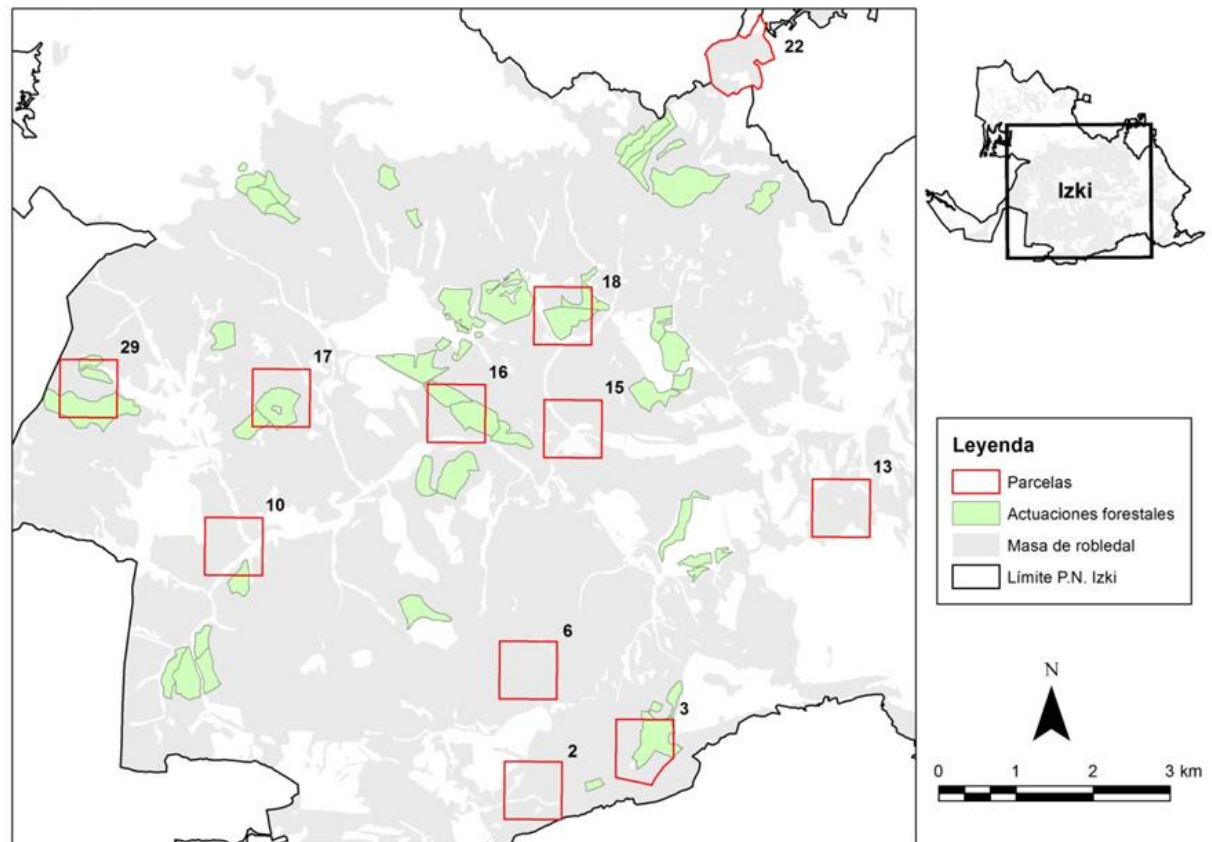 22
18
29
17
16
15
13
10
6
3
2
Izki
Leyenda
Parcelas
Actuaciones forestales
Masa de robledal
Límite P.N. Izki
N
0 1 2 3 km